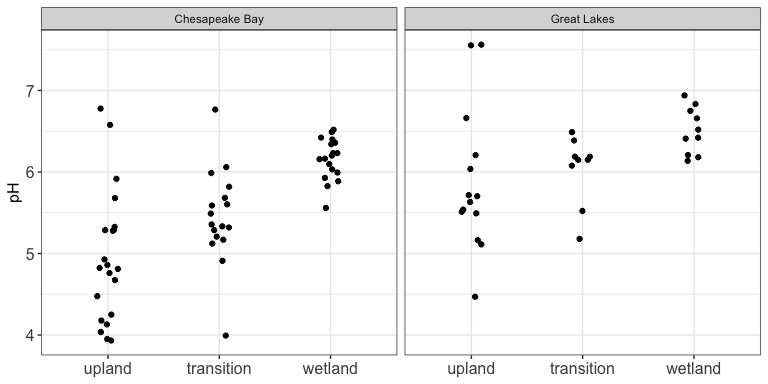 Chesapeake Bay Great Lakes
pH
7
6
5
4
upland transition wetland upland transition wetland